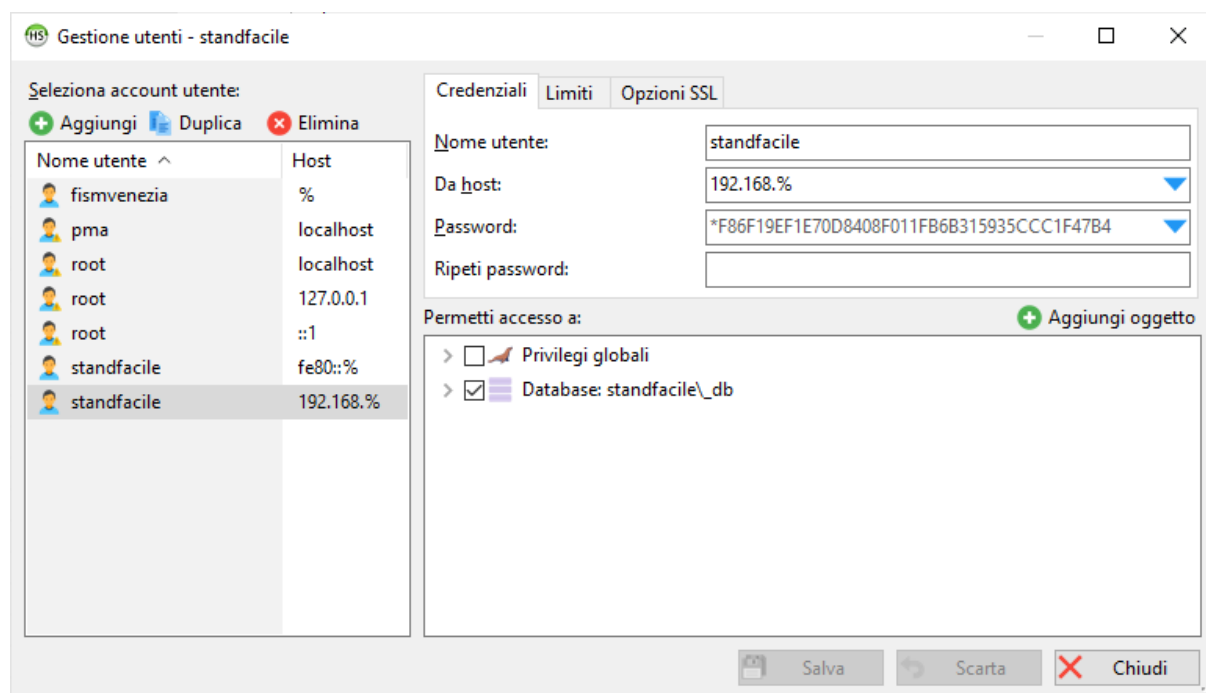 HS Gestione utenti - standfacile
Seleziona account utente:
Aggiungi Duplica Elimina
Nome utente Host
fismvenezia %
pma localhost
root localhost
root 127.0.0.1
root ::1
standfacile fe80::%
standfacile 192.168.%
Credenziali Limiti Opzioni SSL
Nome utente: standfacile
Da host: 192.168.%
Password: *F86F19EF1E70D8408F011FB6B315935CCC1F47B4
Ripeti password:
Permetti accesso a: Aggiungi oggetto
Privilegi globali
Database: standfacile\_db
Salva Scarta Chiudi